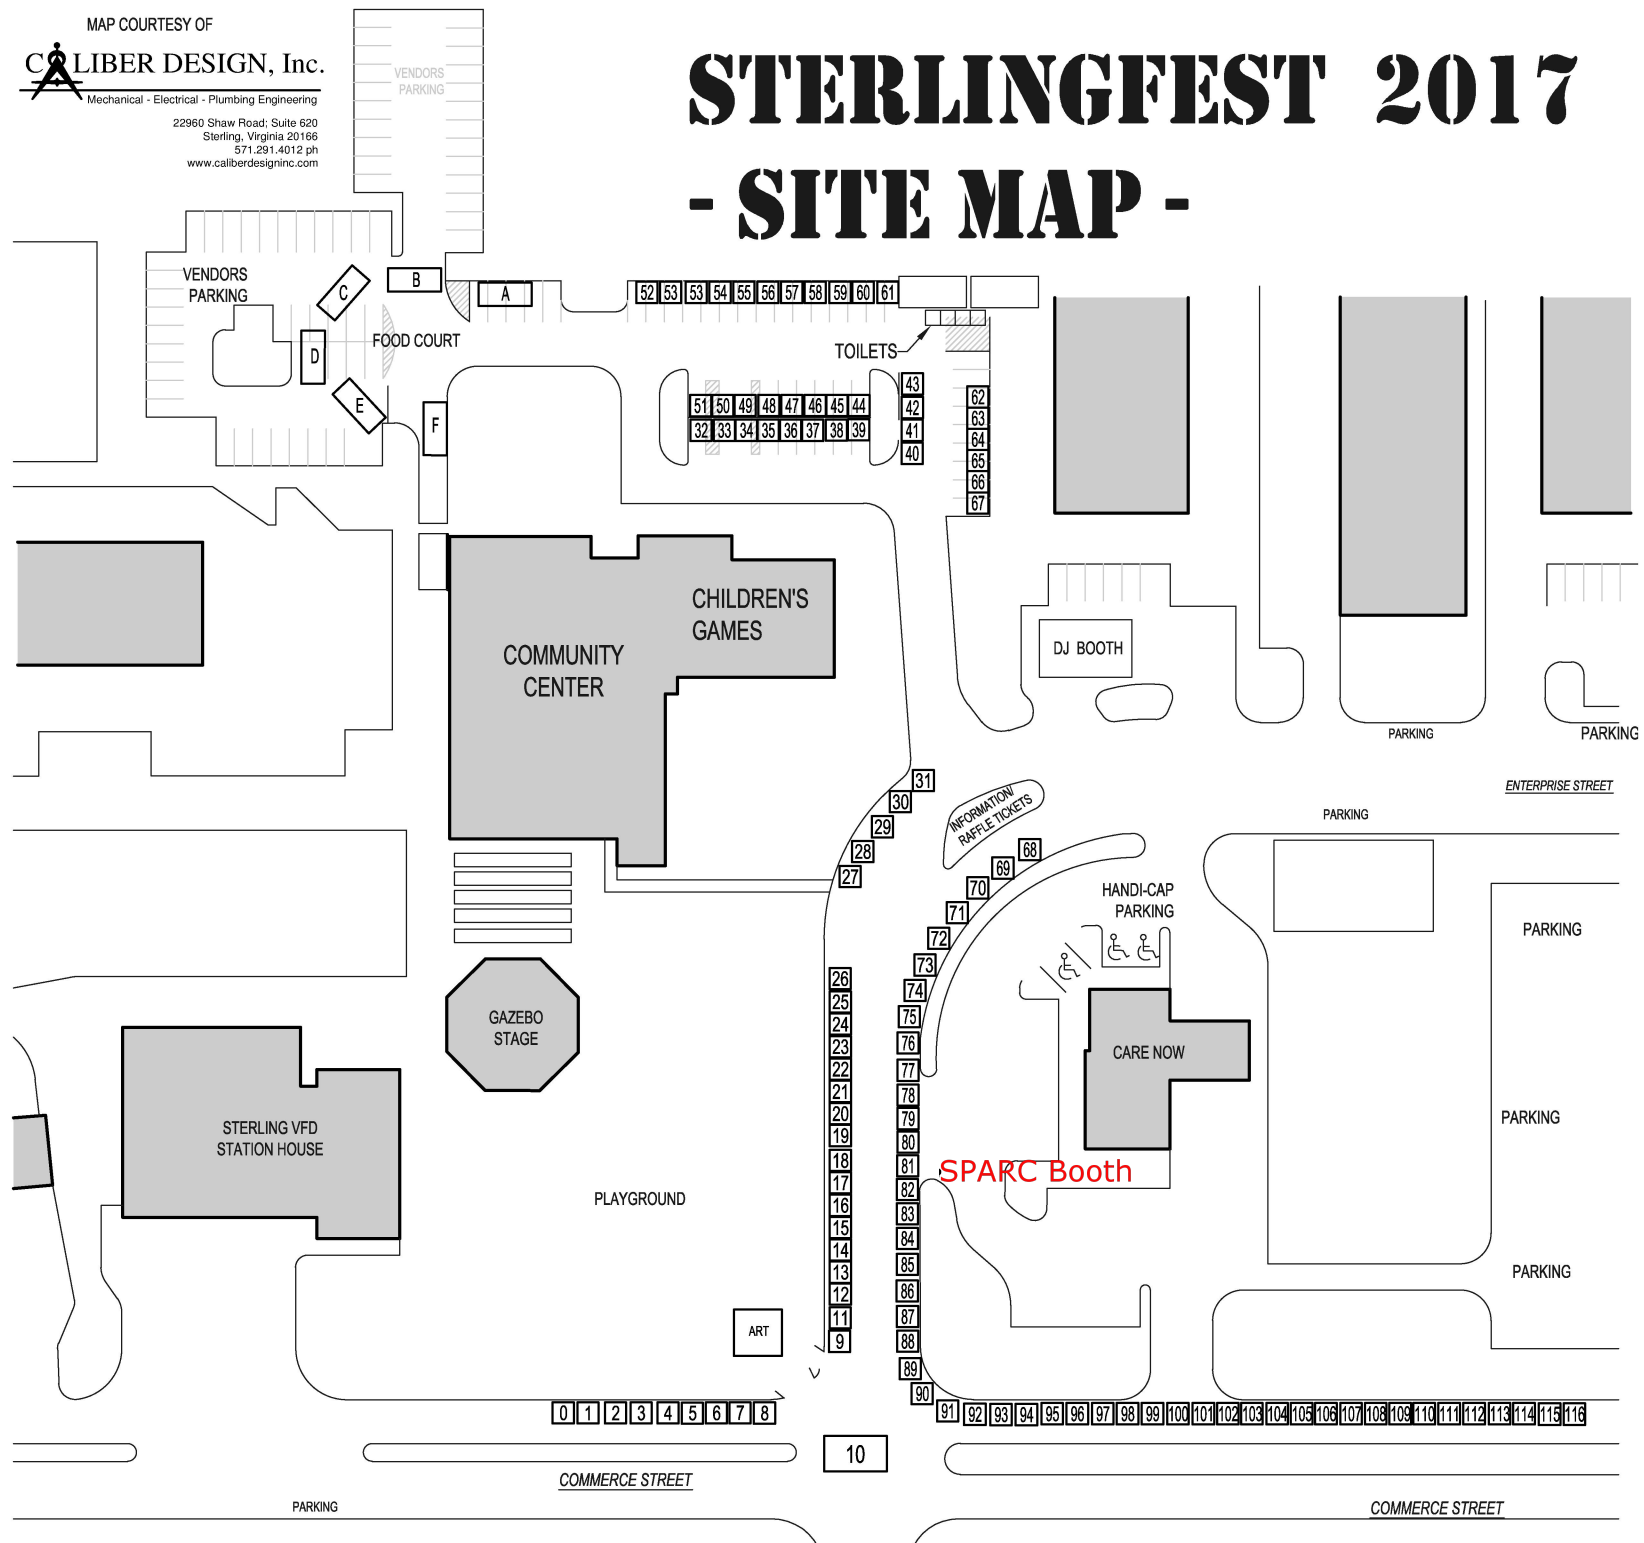 MAP COURTESY OF
CALIBER DESIGN, Inc.
Mechanical - Electrical - Plumbing Engineering
22960 Shaw Road; Suite 620
Sterling, Virginia 20166
571.291.4012 ph
www.caliberdesigninc.com
STERLINGFEST 2017
- SITE MAP -
VENDORS
PARKING
VENDORS
PARKING
A
B
C
D
E
F
FOOD COURT
52 53 53 54 55 56 57 58 59 60 61
TOILETS
51 50 49 48 47 46 45 44
32 33 34 35 36 37 38 39
43
42
41
40
62
63
64
65
66
67
COMMUNITY
CENTER
CHILDREN'S
GAMES
DJ BOOTH
PARKING
PARKING
ENTERPRISE STREET
PARKING
31
30
29
28
27
INFORMATION/
RAFFLE TICKETS
68
69
70
71
72
73
74
75
76
77
78
79
80
81
82
83
84
85
86
87
88
89
90
91 92 93 94 95 96 97 98 99 100 101 102 103 104 105 106 107 108 109 110 111 112 113 114 115 116
HANDI-CAP
PARKING
PARKING
CARE NOW
PARKING
PARKING
SPARC Booth
26
25
24
23
22
21
20
19
18
17
16
15
14
13
12
11
9
GAZEBO
STAGE
STERLING VFD
STATION HOUSE
PLAYGROUND
ART
0 1 2 3 4 5 6 7 8
10
COMMERCE STREET
PARKING
COMMERCE STREET